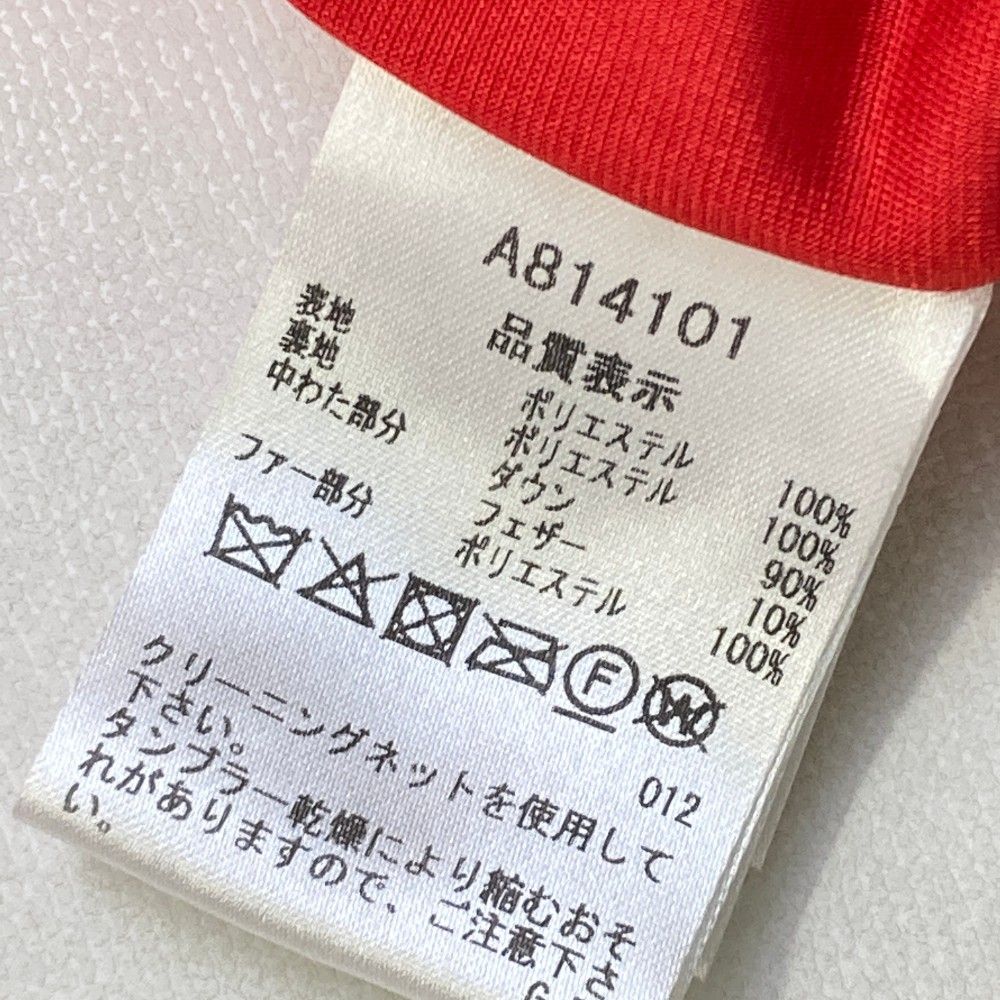 A814101
品質表示
表地 ポリエステル 100%
裏地 ポリエステル 100%
中わた部分 ダウン 90%
フェザー 10%
ファー部分 ポリエステル 100%
F
W
012
クリーニングネットを使用して
下さい。
タンブラー乾燥により縮むおそ
れがありますので、ご注意下さ
い。